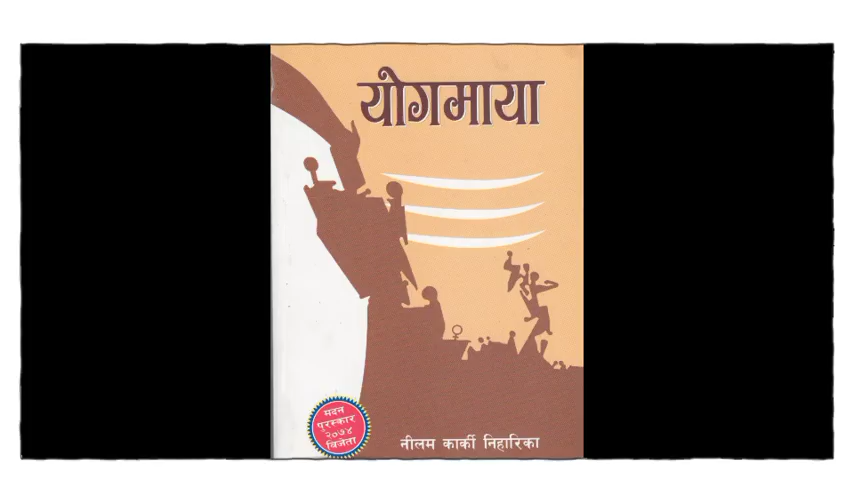 योगमाया
मदन
पुरस्कार
२०७४
विजेता
नीलम कार्की निहारिका